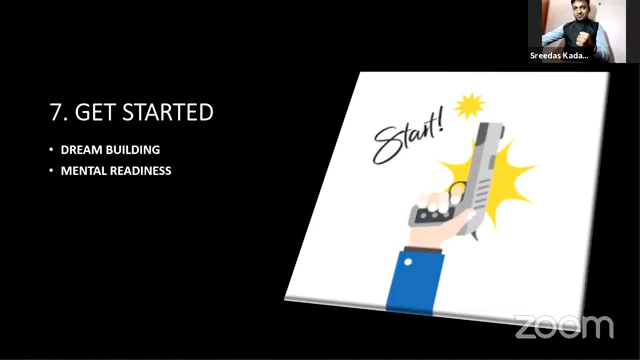 Sreedas Kada...
7. GET STARTED
• DREAM BUILDING
• MENTAL READINESS
Start!
zoom